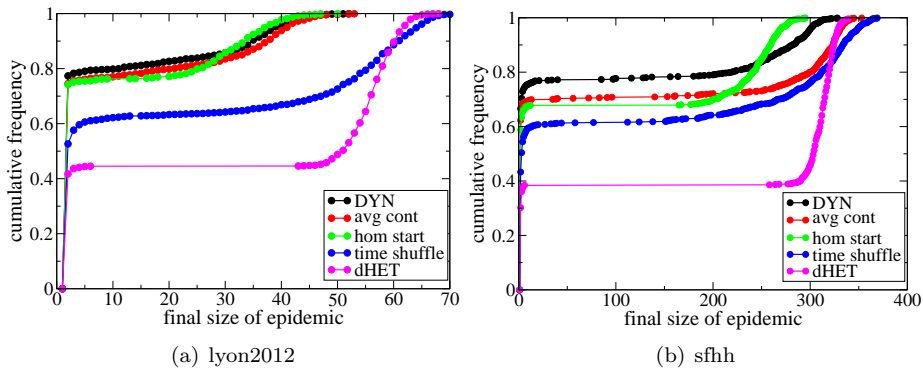 1
0.8
0.6
0.4
0.2
0
cumulative frequency
0 10 20 30 40 50 60 70
final size of epidemic
DYN
avg cont
hom start
time shuffle
dHET
(a) lyon2012
1
0.8
0.6
0.4
0.2
0
cumulative frequency
0 100 200 300 400
final size of epidemic
DYN
avg cont
hom start
time shuffle
dHET
(b) sfhh